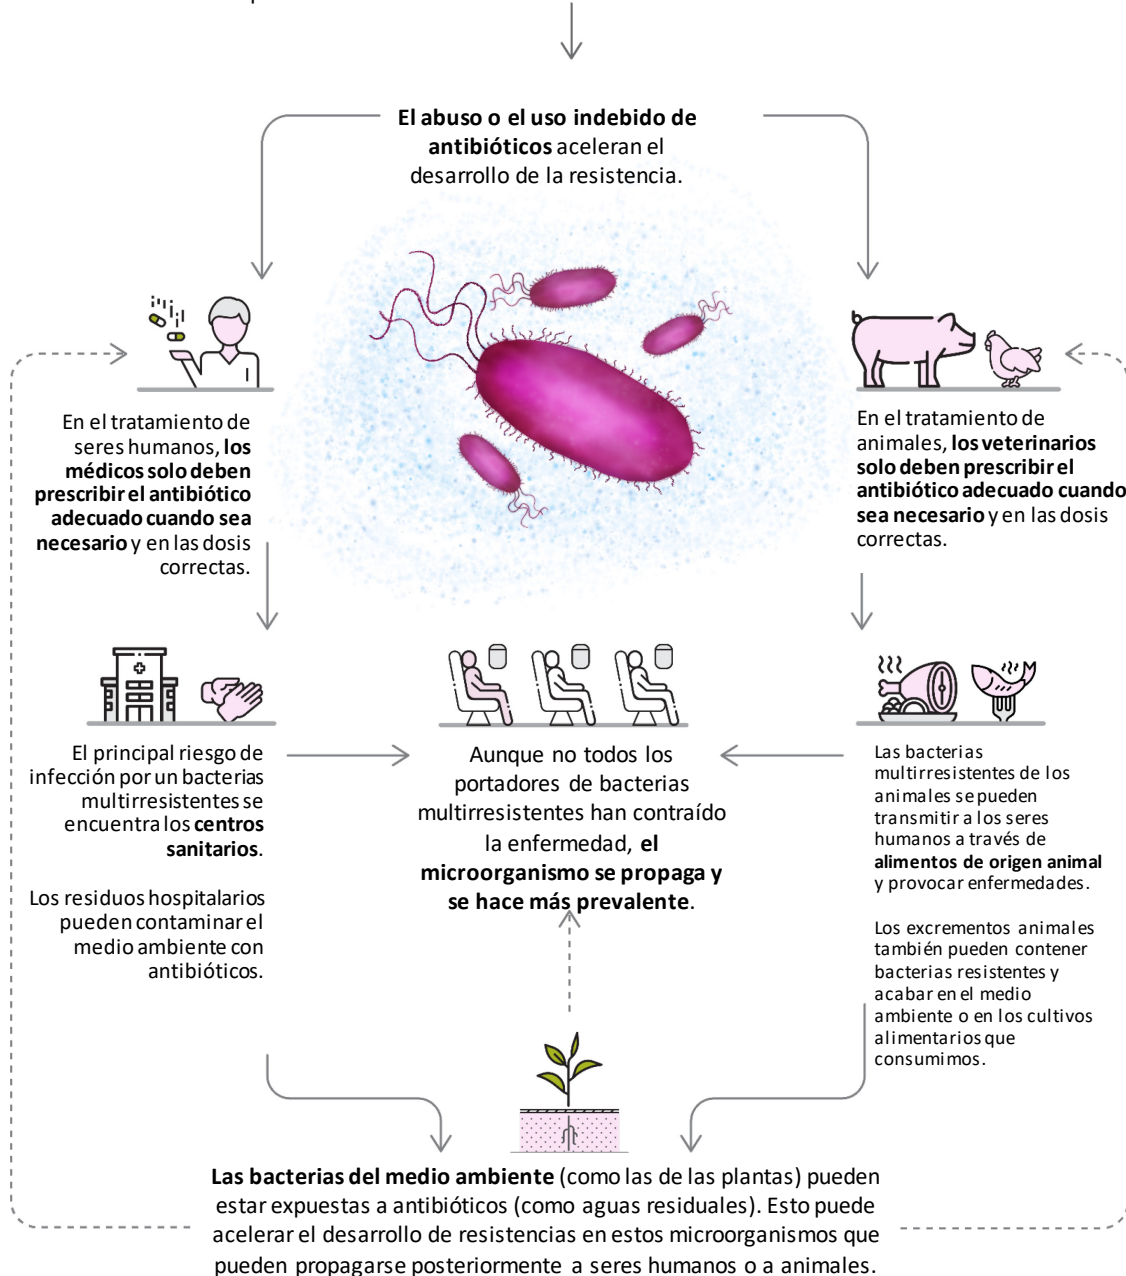 El abuso o el uso indebido de
antibióticos aceleran el
desarrollo de la resistencia.
En el tratamiento de
seres humanos, los
médicos solo deben
prescribir el antibiótico
adecuado cuando sea
necesario y en las dosis
correctas.
En el tratamiento de
animales, los veterinarios
solo deben prescribir el
antibiótico adecuado cuando
sea necesario y en las dosis
correctas.
El principal riesgo de
infección por un bacterias
multirresistentes se
encuentra los centros
sanitarios.
Los residuos hospitalarios
pueden contaminar el
medio ambiente con
antibióticos.
Aunque no todos los
portadores de bacterias
multirresistentes han contraído
la enfermedad, el
microorganismo se propaga y
se hace más prevalente.
Las bacterias
multirresistentes de los
animales se pueden
transmitir a los seres
humanos a través de
alimentos de origen animal
y provocar enfermedades.
Los excrementos animales
también pueden contener
bacterias resistentes y
acabar en el medio
ambiente o en los cultivos
alimentarios que
consumimos.
Las bacterias del medio ambiente (como las de las plantas) pueden
estar expuestas a antibióticos (como aguas residuales). Esto puede
acelerar el desarrollo de resistencias en estos microorganismos que
pueden propagarse posteriormente a seres humanos o a animales.